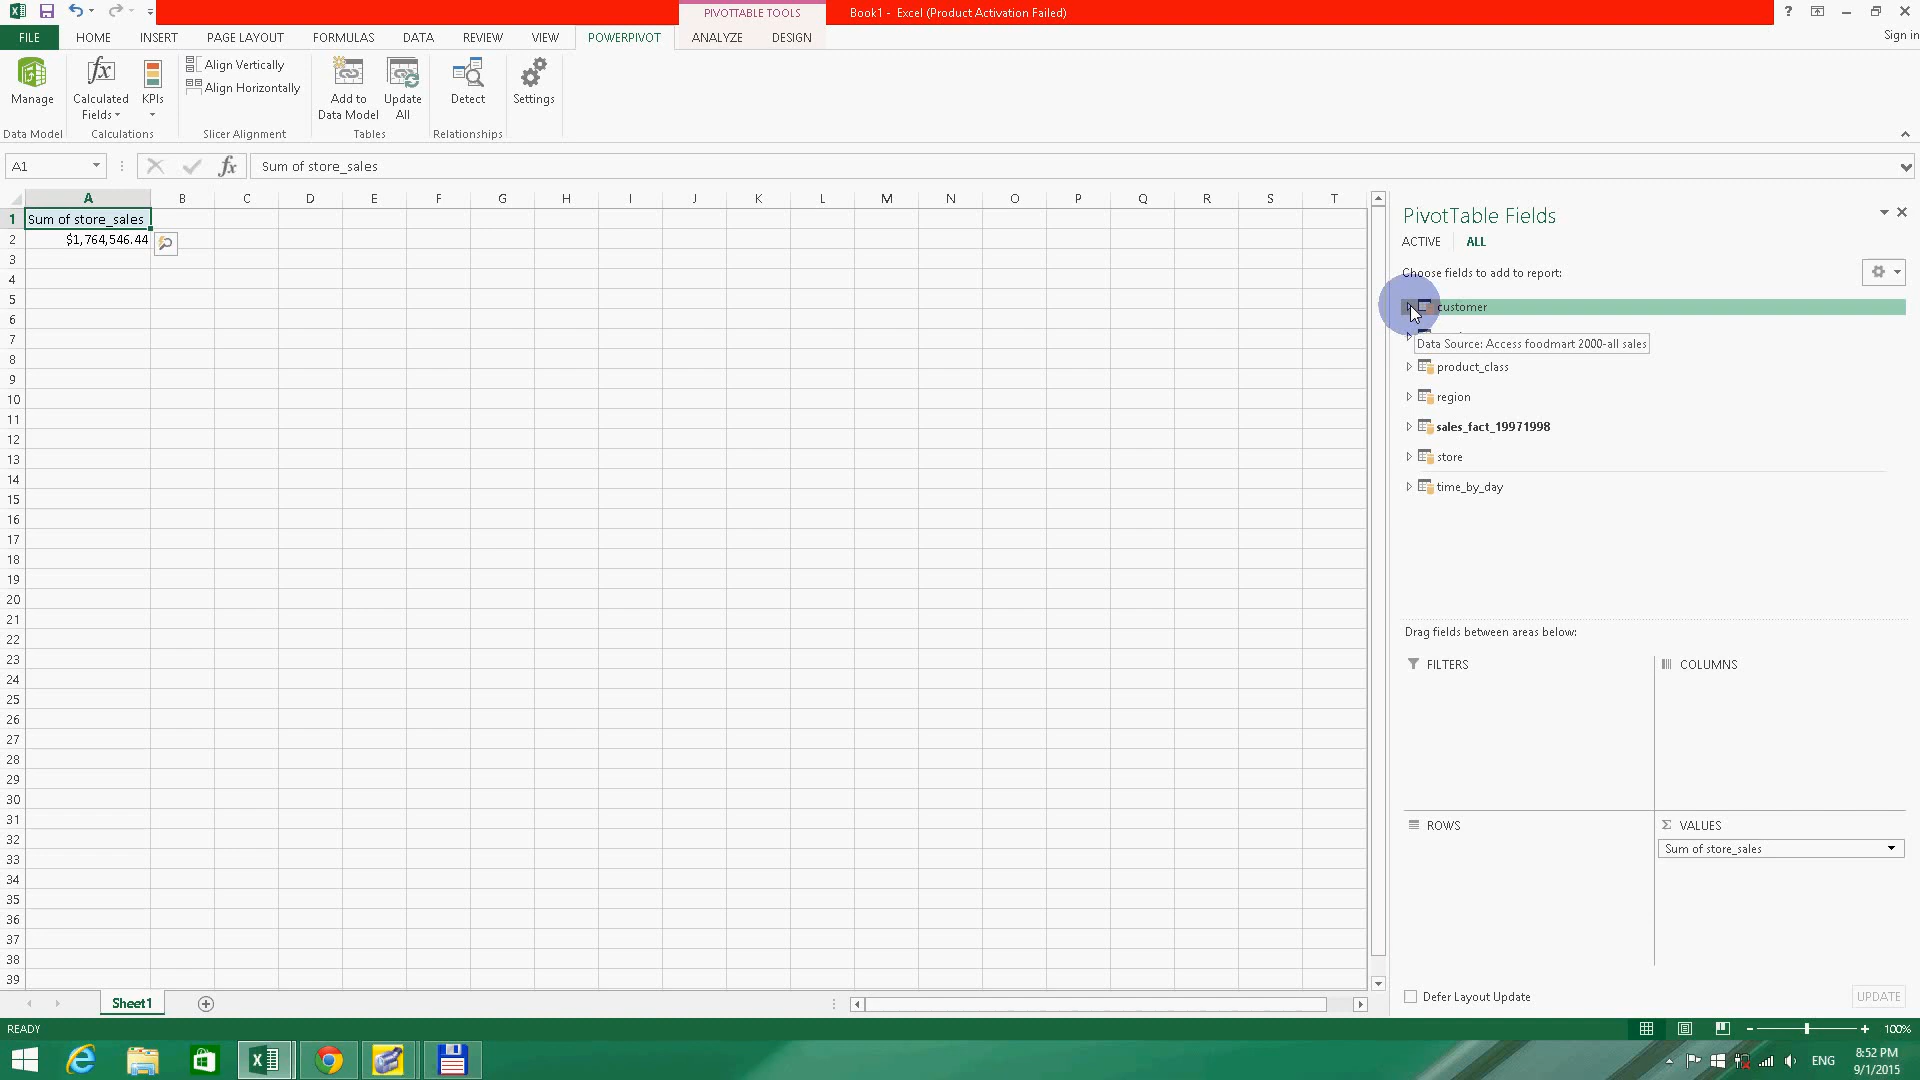 PIVOTTABLE TOOLS
Book1 - Excel (Product Activation Failed)
?
FILE
HOME
INSERT
PAGE LAYOUT
FORMULAS
DATA
REVIEW
VIEW
POWERPIVOT
ANALYZE
DESIGN
Sign in
Manage
Calculated Fields
KPIs
Align Vertically
Align Horizontally
Add to Data Model
Update All
Detect
Settings
Data Model
Calculations
Slicer Alignment
Tables
Relationships
A1
fx
Sum of store_sales
A B C D E F G H I J K L M N O P Q R S T
1 Sum of store_sales
2 $1,764,546.44
3
4
5
6
7
8
9
10
11
12
13
14
15
16
17
18
19
20
21
22
23
24
25
26
27
28
29
30
31
32
33
34
35
36
37
38
39
PivotTable Fields
ACTIVE
ALL
Choose fields to add to report:
customer
Data Source: Access foodmart 2000-all sales
product_class
region
sales_fact_19971998
store
time_by_day
Drag fields between areas below:
FILTERS
COLUMNS
ROWS
Σ VALUES
Sum of store_sales
Defer Layout Update
UPDATE
Sheet1
READY
100%
ENG
8:52 PM
9/1/2015